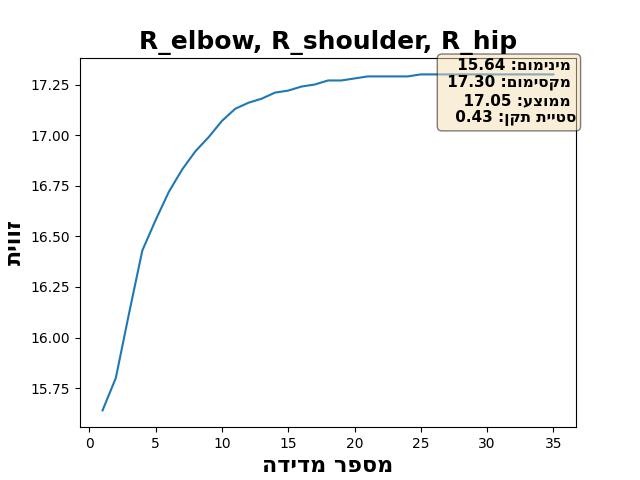 R_elbow, R_shoulder, R_hip
מינימום: 15.64
מקסימום: 17.30
ממוצע: 17.05
סטיית תקן: 0.43
זווית
17.25
17.00
16.75
16.50
16.25
16.00
15.75
0 5 10 15 20 25 30 35
מספר מדידה